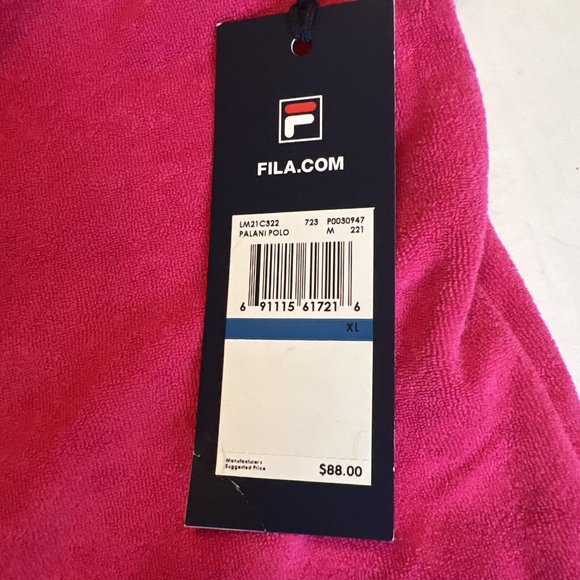 FILA.COM
LM21C322 723 P0030947
PALANI POLO M 221
6 91115 61721 6
XL
Manufacturer:
Suggested Price
$88.00